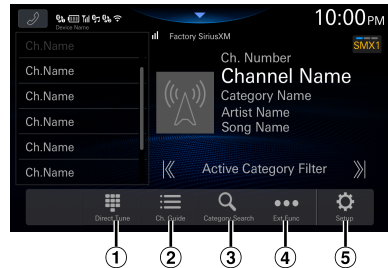 10:00PM
Device Name
Factory SiriusXM
SMX1
Ch.Name
Ch.Name
Ch.Name
Ch.Name
Ch.Name
Ch.Name
Ch. Number
Channel Name
Category Name
Artist Name
Song Name
Active Category Filter
Direct Tune
Ch. Guide
Category Search
Ext.Func
Setup
1
2
3
4
5